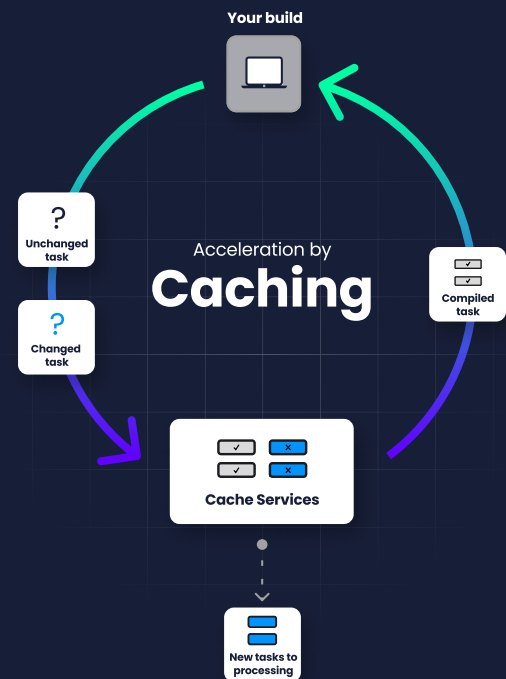 Your build
?
Unchanged
task
Acceleration by
Caching
Compiled
task
?
Changed
task
Cache Services
New tasks to
processing